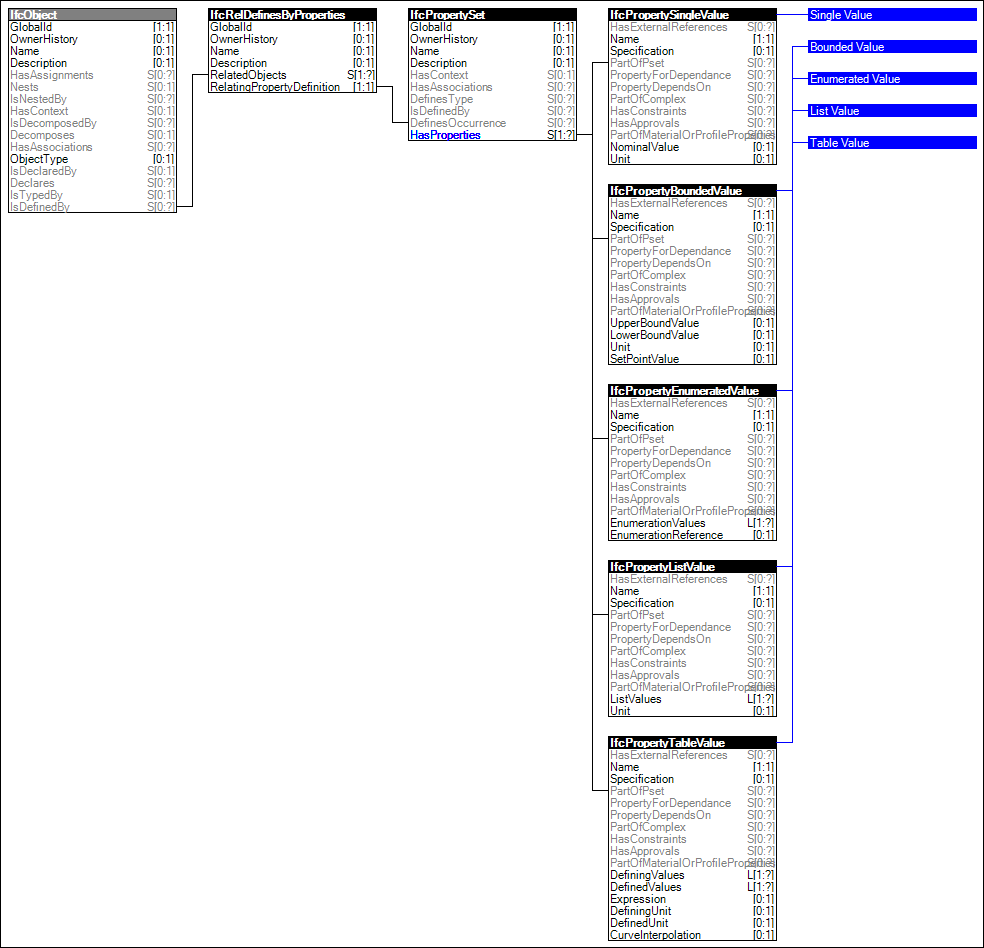 IfcObject
GlobalId [1:1]
OwnerHistory [0:1]
Name [0:1]
Description [0:1]
HasAssignments S[0:?]
Nests S[0:1]
IsNestedBy S[0:?]
HasContext S[0:1]
IsDecomposedBy S[0:?]
Decomposes S[0:1]
HasAssociations S[0:?]
ObjectType [0:1]
IsDeclaredBy S[0:1]
Declares S[0:?]
IsTypedBy S[0:1]
IsDefinedBy S[0:?]
IfcRelDefinesByProperties
GlobalId [1:1]
OwnerHistory [0:1]
Name [0:1]
Description [0:1]
RelatedObjects S[1:?]
RelatingPropertyDefinition [1:1]
IfcPropertySet
GlobalId [1:1]
OwnerHistory [0:1]
Name [0:1]
Description [0:1]
HasContext S[0:1]
HasAssociations S[0:?]
DefinesType S[0:?]
IsDefinedBy S[0:?]
DefinesOccurrence S[0:?]
HasProperties S[1:?]
IfcPropertySingleValue
HasExternalReferences S[0:?]
Name [1:1]
Specification [0:1]
PartOfPset S[0:?]
PropertyForDependance S[0:?]
PropertyDependsOn S[0:?]
PartOfComplex S[0:?]
HasConstraints S[0:?]
HasApprovals S[0:?]
PartOfMaterialOrProfileProperties S[0:?]
NominalValue [0:1]
Unit [0:1]
IfcPropertyBoundedValue
HasExternalReferences S[0:?]
Name [1:1]
Specification [0:1]
PartOfPset S[0:?]
PropertyForDependance S[0:?]
PropertyDependsOn S[0:?]
PartOfComplex S[0:?]
HasConstraints S[0:?]
HasApprovals S[0:?]
PartOfMaterialOrProfileProperties S[0:?]
UpperBoundValue [0:1]
LowerBoundValue [0:1]
Unit [0:1]
SetPointValue [0:1]
IfcPropertyEnumeratedValue
HasExternalReferences S[0:?]
Name [1:1]
Specification [0:1]
PartOfPset S[0:?]
PropertyForDependance S[0:?]
PropertyDependsOn S[0:?]
PartOfComplex S[0:?]
HasConstraints S[0:?]
HasApprovals S[0:?]
PartOfMaterialOrProfileProperties S[0:?]
EnumerationValues L[1:?]
EnumerationReference [0:1]
IfcPropertyListValue
HasExternalReferences S[0:?]
Name [1:1]
Specification [0:1]
PartOfPset S[0:?]
PropertyForDependance S[0:?]
PropertyDependsOn S[0:?]
PartOfComplex S[0:?]
HasConstraints S[0:?]
HasApprovals S[0:?]
PartOfMaterialOrProfileProperties S[0:?]
ListValues L[1:?]
Unit [0:1]
IfcPropertyTableValue
HasExternalReferences S[0:?]
Name [1:1]
Specification [0:1]
PartOfPset S[0:?]
PropertyForDependance S[0:?]
PropertyDependsOn S[0:?]
PartOfComplex S[0:?]
HasConstraints S[0:?]
HasApprovals S[0:?]
PartOfMaterialOrProfileProperties S[0:?]
DefiningValues L[1:?]
DefinedValues L[1:?]
Expression [0:1]
DefiningUnit [0:1]
DefinedUnit [0:1]
CurveInterpolation [0:1]
Single Value
Bounded Value
Enumerated Value
List Value
Table Value